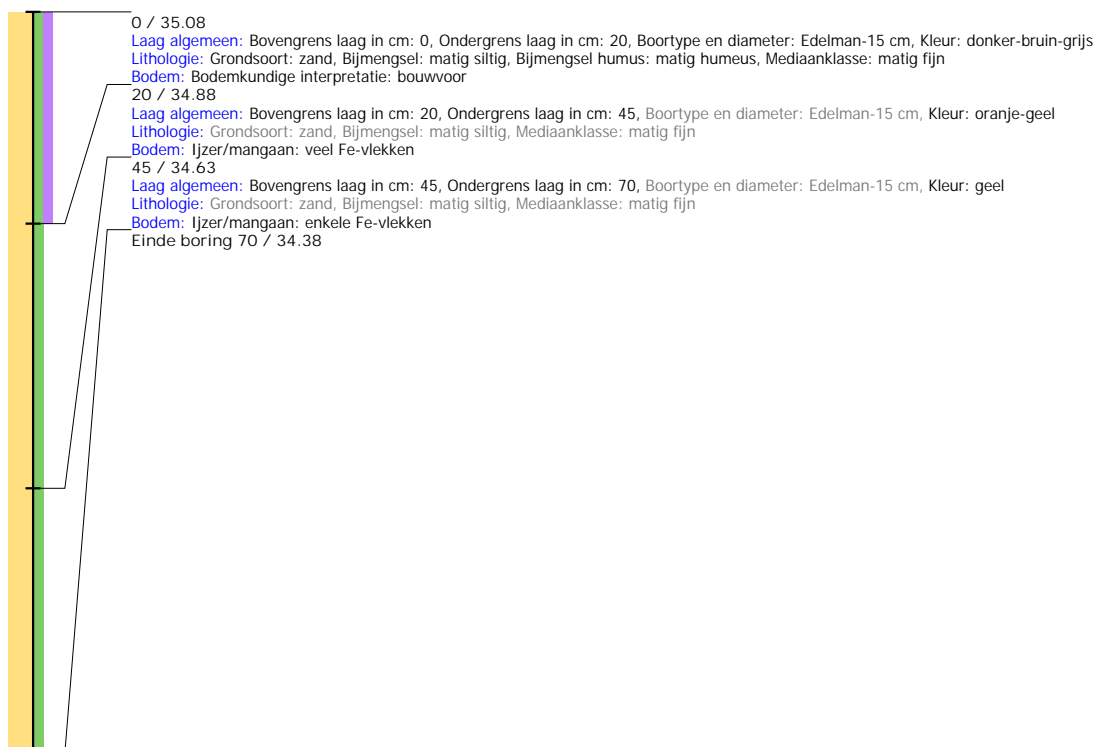 0 / 35.08
Laag algemeen: Bovengrens laag in cm: 0, Ondergrens laag in cm: 20, Boortype en diameter: Edelman-15 cm, Kleur: donker-bruin-grijs
Lithologie: Grondsoort: zand, Bijmengsel: matig siltig, Bijmengsel humus: matig humeus, Mediaanklasse: matig fijn
Bodem: Bodemkundige interpretatie: bouwvoor
20 / 34.88
Laag algemeen: Bovengrens laag in cm: 20, Ondergrens laag in cm: 45, Boortype en diameter: Edelman-15 cm, Kleur: oranje-geel
Lithologie: Grondsoort: zand, Bijmengsel: matig siltig, Mediaanklasse: matig fijn
Bodem: Ijzer/mangaan: veel Fe-vlekken
45 / 34.63
Laag algemeen: Bovengrens laag in cm: 45, Ondergrens laag in cm: 70, Boortype en diameter: Edelman-15 cm, Kleur: geel
Lithologie: Grondsoort: zand, Bijmengsel: matig siltig, Mediaanklasse: matig fijn
Bodem: Ijzer/mangaan: enkele Fe-vlekken
Einde boring 70 / 34.38